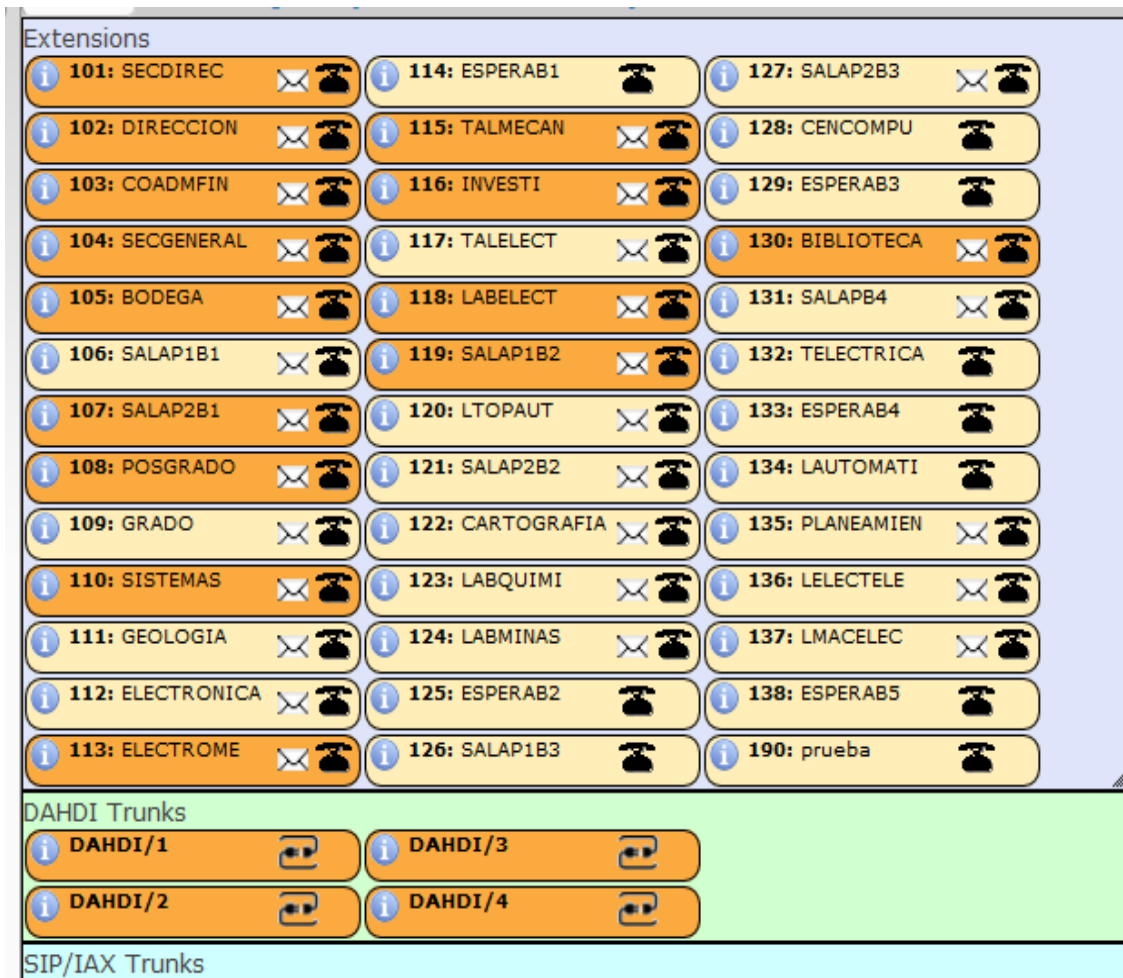 Extensions
101: SECDIREC
102: DIRECCION
103: COADMFIN
104: SECGENERAL
105: BODEGA
106: SALAP1B1
107: SALAP2B1
108: POSGRADO
109: GRADO
110: SISTEMAS
111: GEOLOGIA
112: ELECTRONICA
113: ELECTROME
114: ESPERAB1
115: TALMECAN
116: INVESTI
117: TALELECT
118: LABELECT
119: SALAP1B2
120: LTOPAUT
121: SALAP2B2
122: CARTOGRAFIA
123: LABQUIMI
124: LABMINAS
125: ESPERAB2
126: SALAP1B3
127: SALAP2B3
128: CENCOMPU
129: ESPERAB3
130: BIBLIOTECA
131: SALAPB4
132: TELECTRICA
133: ESPERAB4
134: LAUTOMATI
135: PLANEAMIEN
136: LELECTELE
137: LMACELEC
138: ESPERAB5
190: prueba
DAHDI Trunks
DAHDI/1
DAHDI/2
DAHDI/3
DAHDI/4
SIP/IAX Trunks